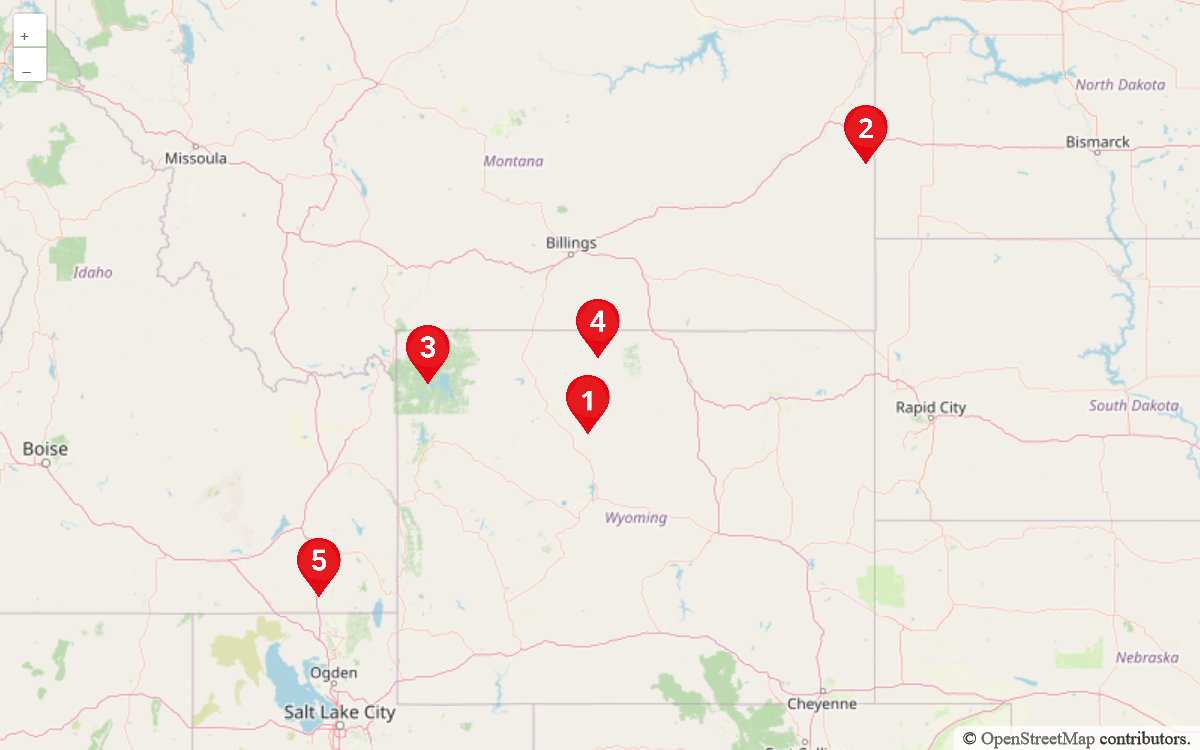 +
−
North Dakota
2
Bismarck
Missoula
Montana
Billings
Idaho
4
3
1
Rapid City
South Dakota
Boise
Wyoming
5
Nebraska
Ogden
Salt Lake City
Cheyenne
© OpenStreetMap contributors.